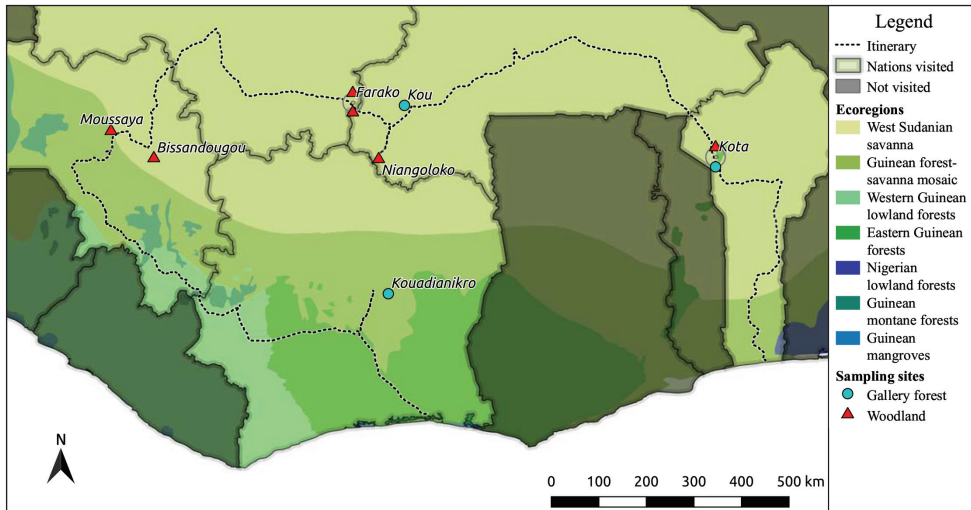 Moussaya
Bissandougou
Farako
Kou
Niangoloko
Kota
Kouadianikro
N
0 100 200 300 400 500 km
Legend
Itinerary
Nations visited
Not visited
Ecoregions
West Sudanian
savanna
Guinean forest-
savanna mosaic
Western Guinean
lowland forests
Eastern Guinean
forests
Nigerian
lowland forests
Guinean
montane forests
Guinean
mangroves
Sampling sites
Gallery forest
Woodland